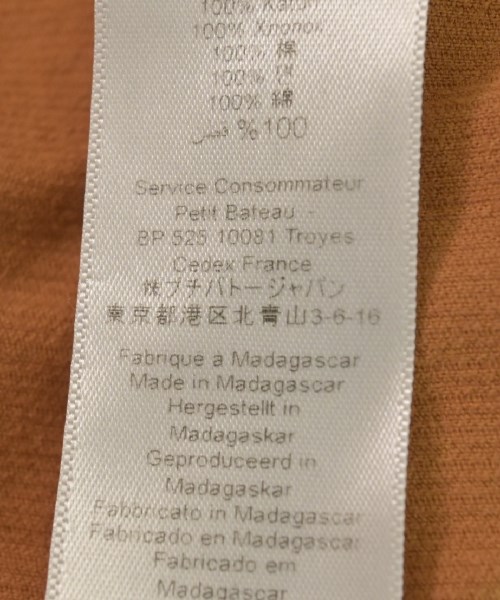 100% Katun
100% Хлопок
100% 棉
100% 면
100% 綿
100% قطن
Service Consommateur
Petit Bateau -
BP 525 10081 Troyes
Cedex France
㈱プチバトージャパン
東京都港区北青山3-6-16
Fabriqué à Madagascar
Made in Madagascar
Hergestellt in
Madagaskar
Geproduceerd in
Madagaskar
Fabbricato in Madagascar
Fabricado en Madagascar
Fabricado em
Madagascar